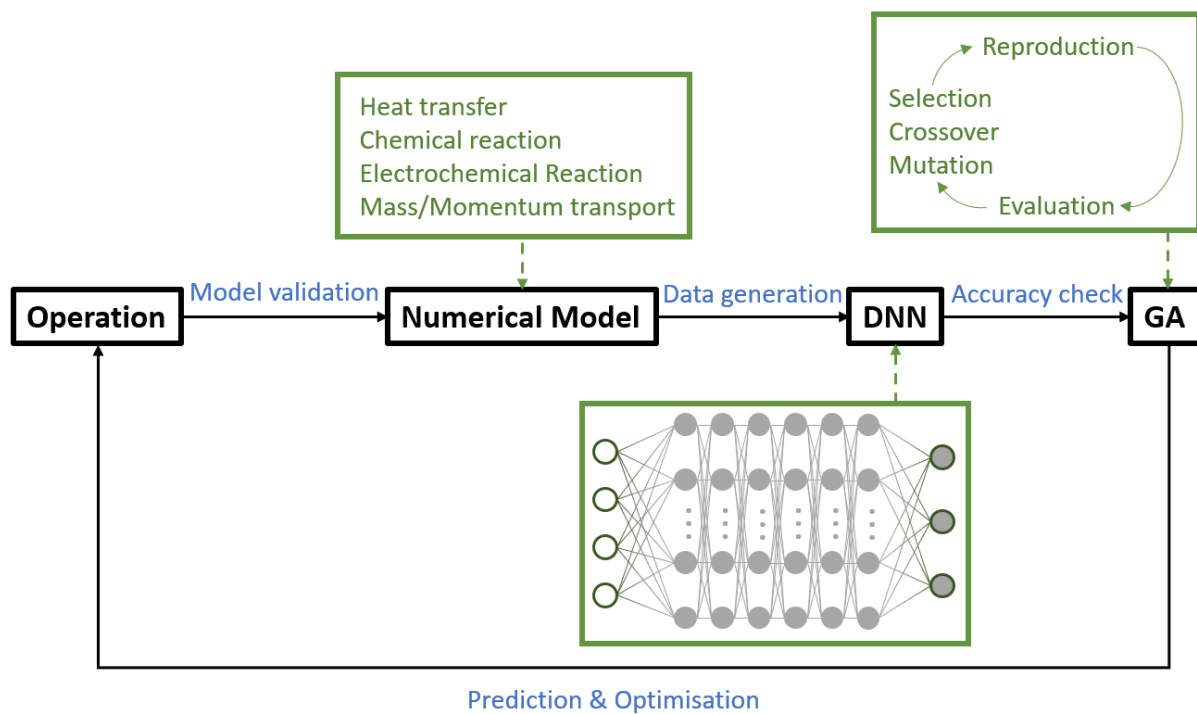 Reproduction
Selection
Crossover
Mutation
Evaluation
Heat transfer
Chemical reaction
Electrochemical Reaction
Mass/Momentum transport
Operation
Model validation
Numerical Model
Data generation
DNN
Accuracy check
GA
Prediction & Optimisation